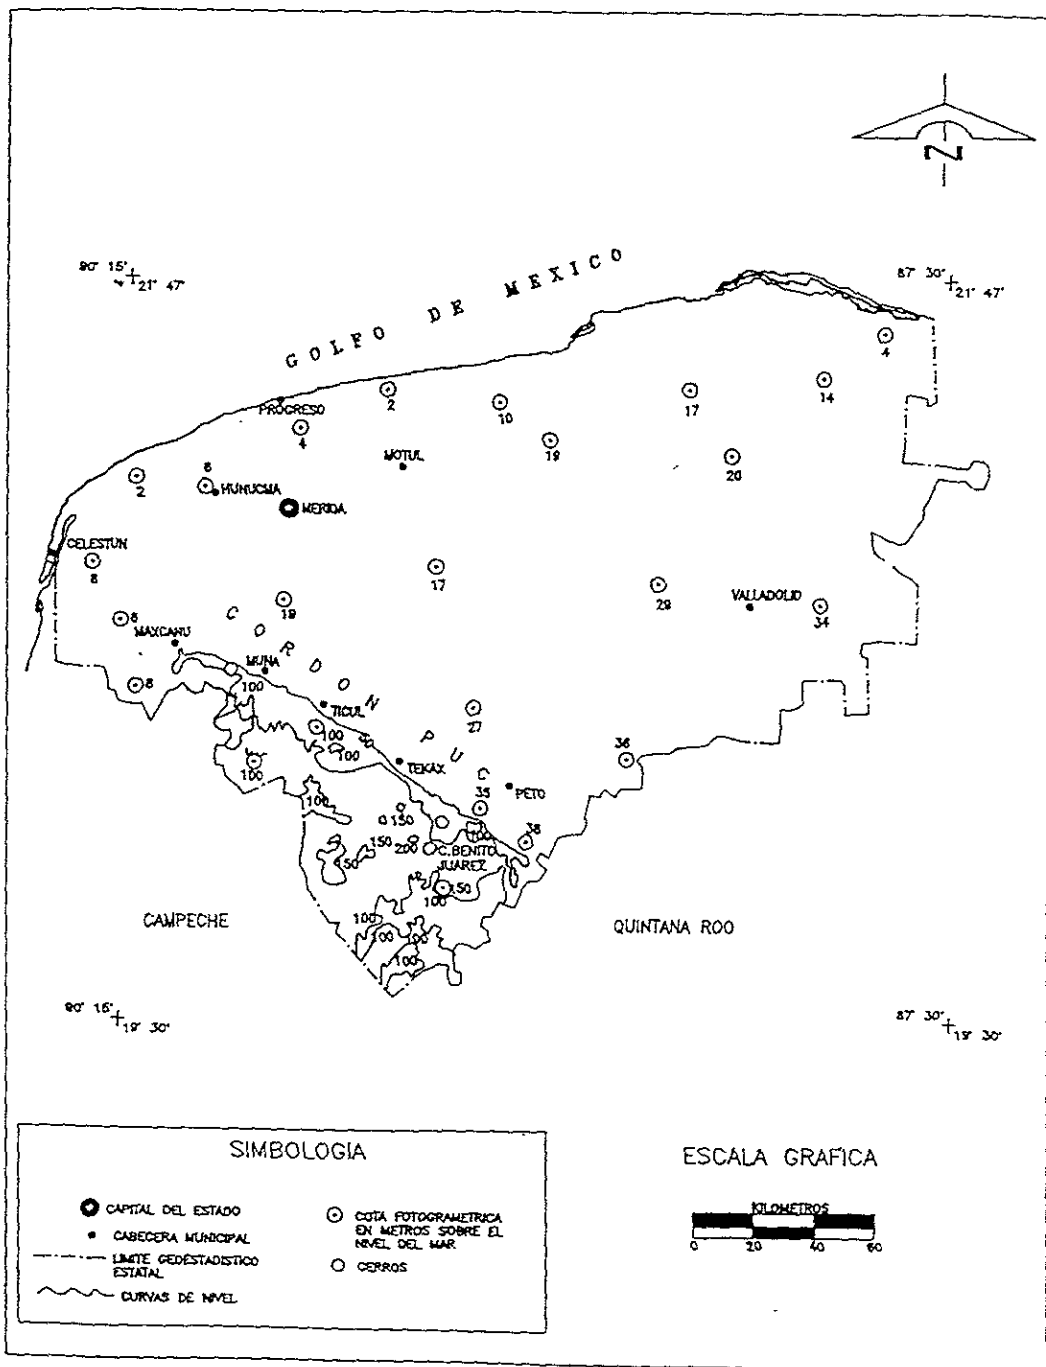 N
90° 15'
21° 47'
87° 30'
21° 47'
GOLFO DE MEXICO
4
2
14
10
17
PROGRESO
4
19
MOTUL
20
2
6
HUNUCMA
MERIDA
CELESTUN
8
17
29
VALLADOLID
34
6
19
MAXCANU
CORDON PUC
MUNA
8
100
TICUL
27
100
100
TEKAX
36
100
PETO
35
100
150
100
38
150
200
C. BENITO
JUAREZ
150
150
100
100
100
100
100
CAMPECHE
QUINTANA ROO
90° 15'
19° 30'
87° 30'
19° 30'
SIMBOLOGIA
CAPITAL DEL ESTADO
CABECERA MUNICIPAL
LIMITE GEOESTADISTICO
ESTATAL
CURVAS DE NIVEL
COTA FOTOGRAMETRICA
EN METROS SOBRE EL
NIVEL DEL MAR
CERROS
ESCALA GRAFICA
KILOMETROS
0 20 40 60